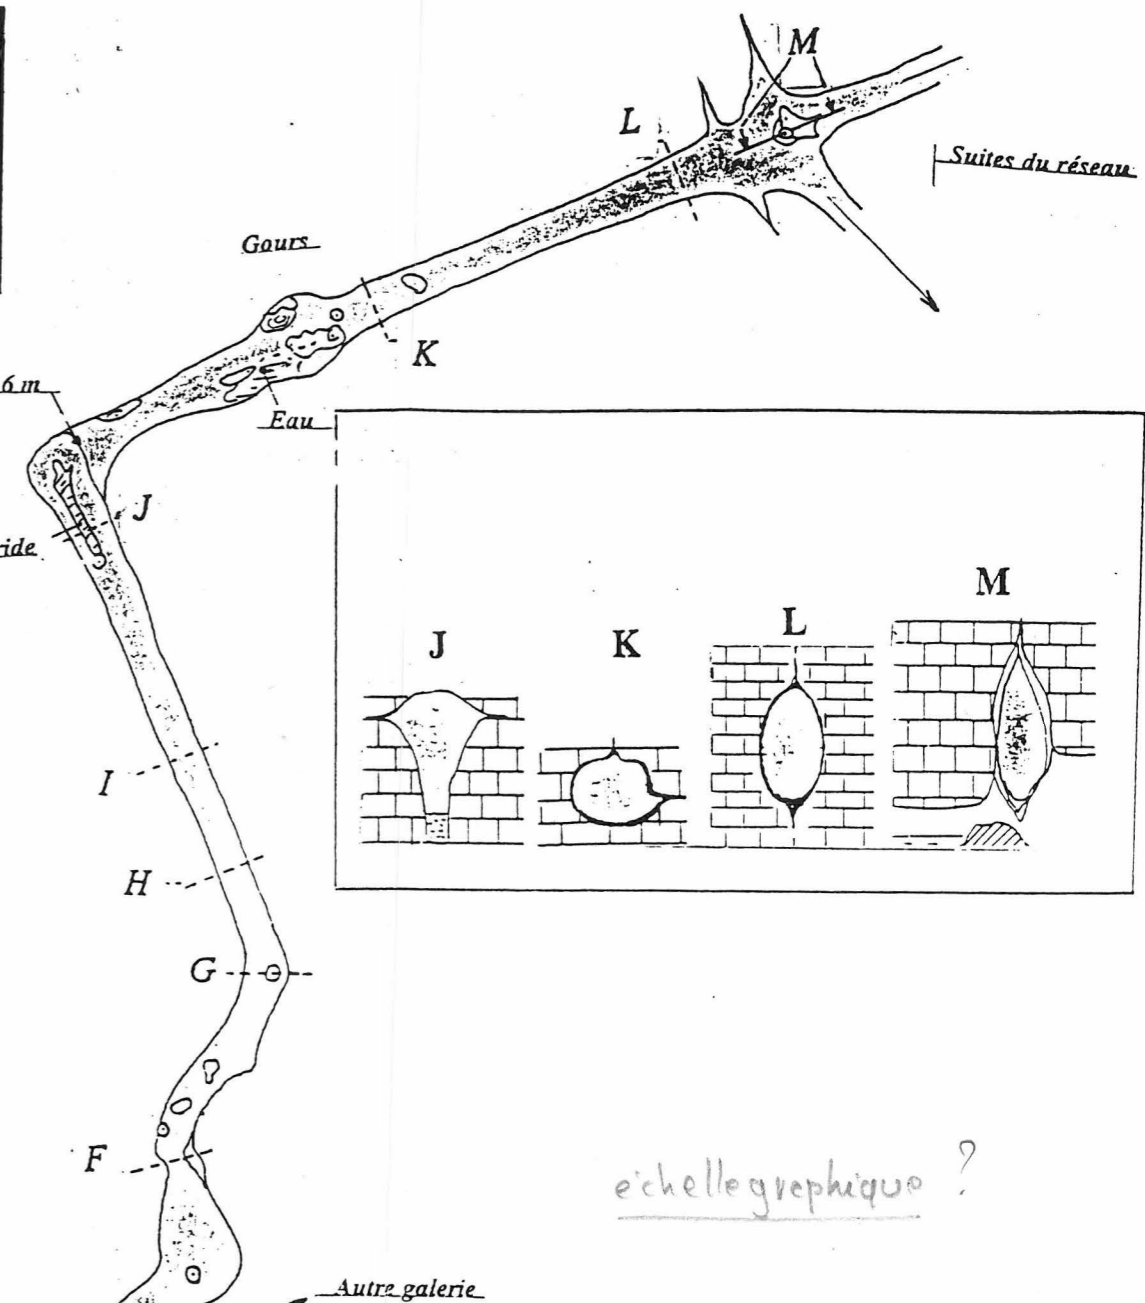 M
L
Suites du réseau
Gours
K
6 m
Eau
J
ride
M
L
J
K
I
H
G
F
échelle graphique ?
Autre galerie